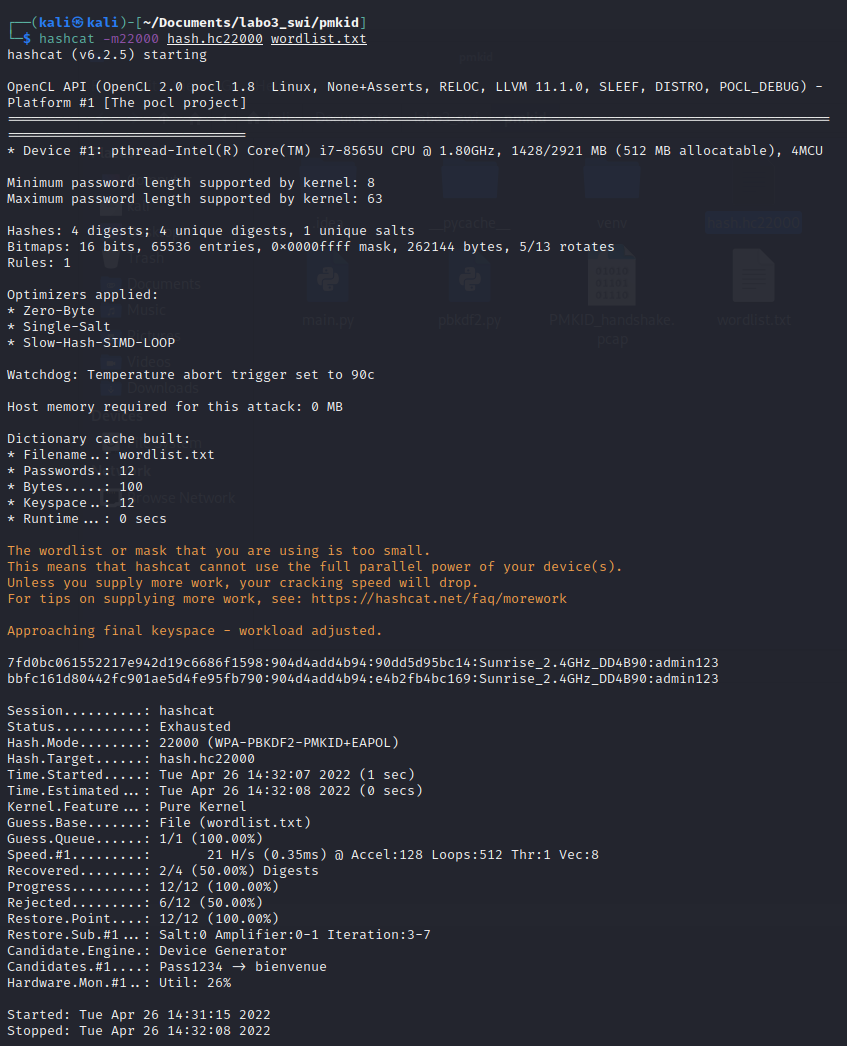 ┌──(kali㉿kali)-[~/Documents/labo3_swi/pmkid]
└─$ hashcat -m22000 hash.hc22000 wordlist.txt
hashcat (v6.2.5) starting

OpenCL API (OpenCL 2.0 pocl 1.8  Linux, None+Asserts, RELOC, LLVM 11.1.0, SLEEF, DISTRO, POCL_DEBUG) -
Platform #1 [The pocl project]
=======================================================================================================
==============================
* Device #1: pthread-Intel(R) Core(TM) i7-8565U CPU @ 1.80GHz, 1428/2921 MB (512 MB allocatable), 4MCU

Minimum password length supported by kernel: 8
Maximum password length supported by kernel: 63

Hashes: 4 digests; 4 unique digests, 1 unique salts
Bitmaps: 16 bits, 65536 entries, 0x0000ffff mask, 262144 bytes, 5/13 rotates
Rules: 1

Optimizers applied:
* Zero-Byte
* Single-Salt
* Slow-Hash-SIMD-LOOP

Watchdog: Temperature abort trigger set to 90c

Host memory required for this attack: 0 MB

Dictionary cache built:
* Filename..: wordlist.txt
* Passwords.: 12
* Bytes.....: 100
* Keyspace..: 12
* Runtime...: 0 secs

The wordlist or mask that you are using is too small.
This means that hashcat cannot use the full parallel power of your device(s).
Unless you supply more work, your cracking speed will drop.
For tips on supplying more work, see: https://hashcat.net/faq/morework

Approaching final keyspace - workload adjusted.

7fd0bc061552217e942d19c6686f1598:904d4add4b94:90dd5d95bc14:Sunrise_2.4GHz_DD4B90:admin123
bbfc161d80442fc901ae5d4fe95fb790:904d4add4b94:e4b2fb4bc169:Sunrise_2.4GHz_DD4B90:admin123

Session..........: hashcat
Status...........: Exhausted
Hash.Mode........: 22000 (WPA-PBKDF2-PMKID+EAPOL)
Hash.Target......: hash.hc22000
Time.Started.....: Tue Apr 26 14:32:07 2022 (1 sec)
Time.Estimated...: Tue Apr 26 14:32:08 2022 (0 secs)
Kernel.Feature...: Pure Kernel
Guess.Base.......: File (wordlist.txt)
Guess.Queue......: 1/1 (100.00%)
Speed.#1.........:       21 H/s (0.35ms) @ Accel:128 Loops:512 Thr:1 Vec:8
Recovered........: 2/4 (50.00%) Digests
Progress.........: 12/12 (100.00%)
Rejected.........: 6/12 (50.00%)
Restore.Point....: 12/12 (100.00%)
Restore.Sub.#1...: Salt:0 Amplifier:0-1 Iteration:3-7
Candidate.Engine.: Device Generator
Candidates.#1....: Pass1234 -> bienvenue
Hardware.Mon.#1..: Util: 26%

Started: Tue Apr 26 14:31:15 2022
Stopped: Tue Apr 26 14:32:08 2022